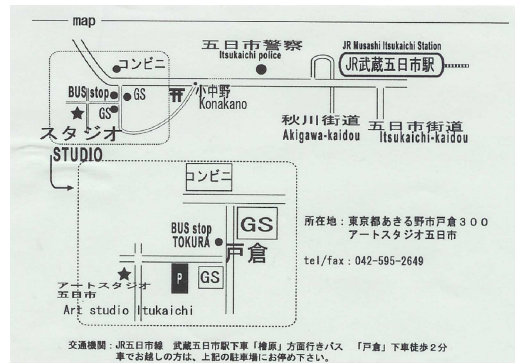 map
五日市警察
Itsukaichi police
JR Musashi Itsukaichi Station
JR武蔵五日市駅
コンビニ
BUS stop
GS
GS
小中野
Konakano
秋川街道
Akigawa-kaidou
五日市街道
Itsukaichi-kaidou
スタジオ
STUDIO
コンビニ
GS
BUS stop
TOKURA
戸倉
P
GS
アートスタジオ
五日市
Art studio Itukaichi
所在地：東京都あきる野市戸倉３００
アートスタジオ五日市
tel/fax：042-595-2649
交通機関：JR五日市線 武蔵五日市駅下車「檜原」方面行きバス 「戸倉」下車徒歩２分
車でお越しの方は、上記の駐車場にお停め下さい。